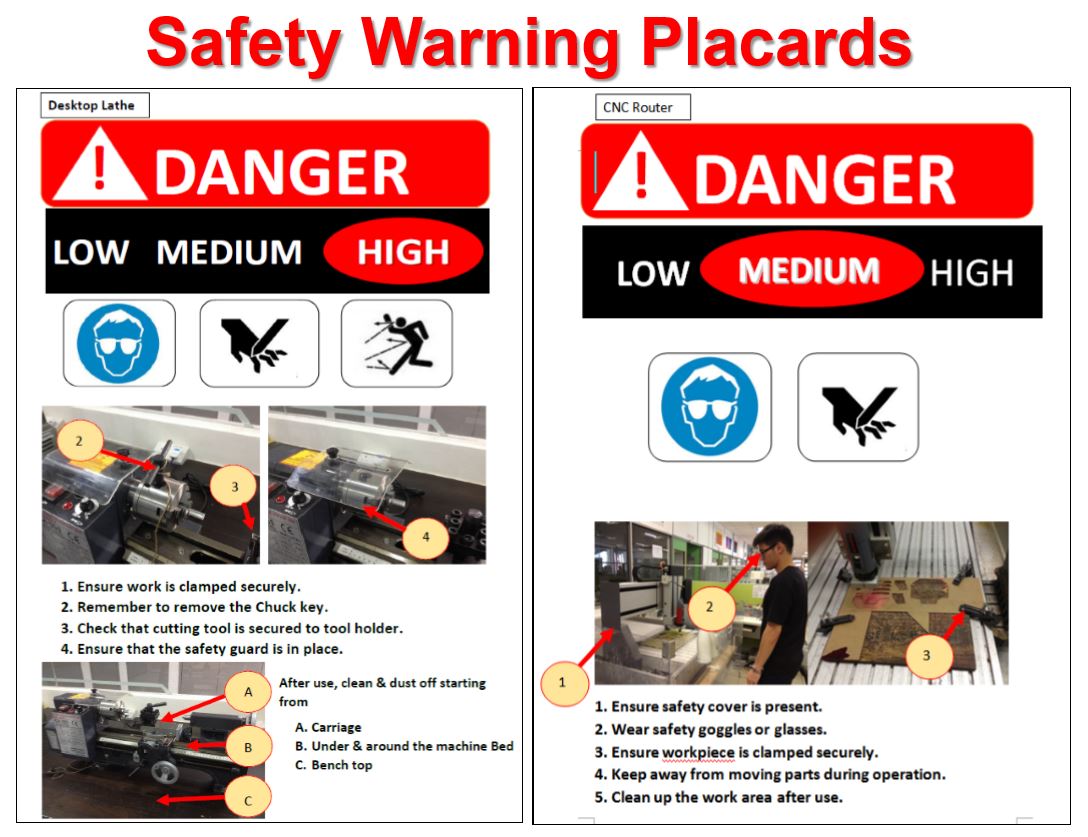 Safety Warning Placards
Desktop Lathe
! DANGER
LOW MEDIUM HIGH
2
3
4
1. Ensure work is clamped securely.
2. Remember to remove the Chuck key.
3. Check that cutting tool is secured to tool holder.
4. Ensure that the safety guard is in place.
A
B
C
After use, clean & dust off starting
from
A. Carriage
B. Under & around the machine Bed
C. Bench top
CNC Router
! DANGER
LOW MEDIUM HIGH
1
2
3
1. Ensure safety cover is present.
2. Wear safety goggles or glasses.
3. Ensure workpiece is clamped securely.
4. Keep away from moving parts during operation.
5. Clean up the work area after use.